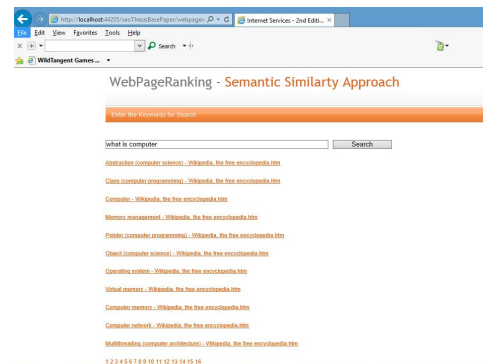 http://localhost:44205/seoThesisBasePaper/webpages
Internet Services - 2nd Editi...
File Edit View Favorites Tools Help
Search
WildTangent Games ...
WebPageRanking - Semantic Similarty Approach
Enter the Keywords for Search.
what is computer
Search
Abstraction (computer science) - Wikipedia, the free encyclopedia.htm
Class (computer programming) - Wikipedia, the free encyclopedia.htm
Computer - Wikipedia, the free encyclopedia.htm
Memory management - Wikipedia, the free encyclopedia.htm
Pointer (computer programming) - Wikipedia, the free encyclopedia.htm
Object (computer science) - Wikipedia, the free encyclopedia.htm
Operating system - Wikipedia, the free encyclopedia.htm
Virtual memory - Wikipedia, the free encyclopedia.htm
Computer memory - Wikipedia, the free encyclopedia.htm
Computer network - Wikipedia, the free encyclopedia.htm
Multithreading (computer architecture) - Wikipedia, the free encyclopedia.htm
1 2 3 4 5 6 7 8 9 10 11 12 13 14 15 16